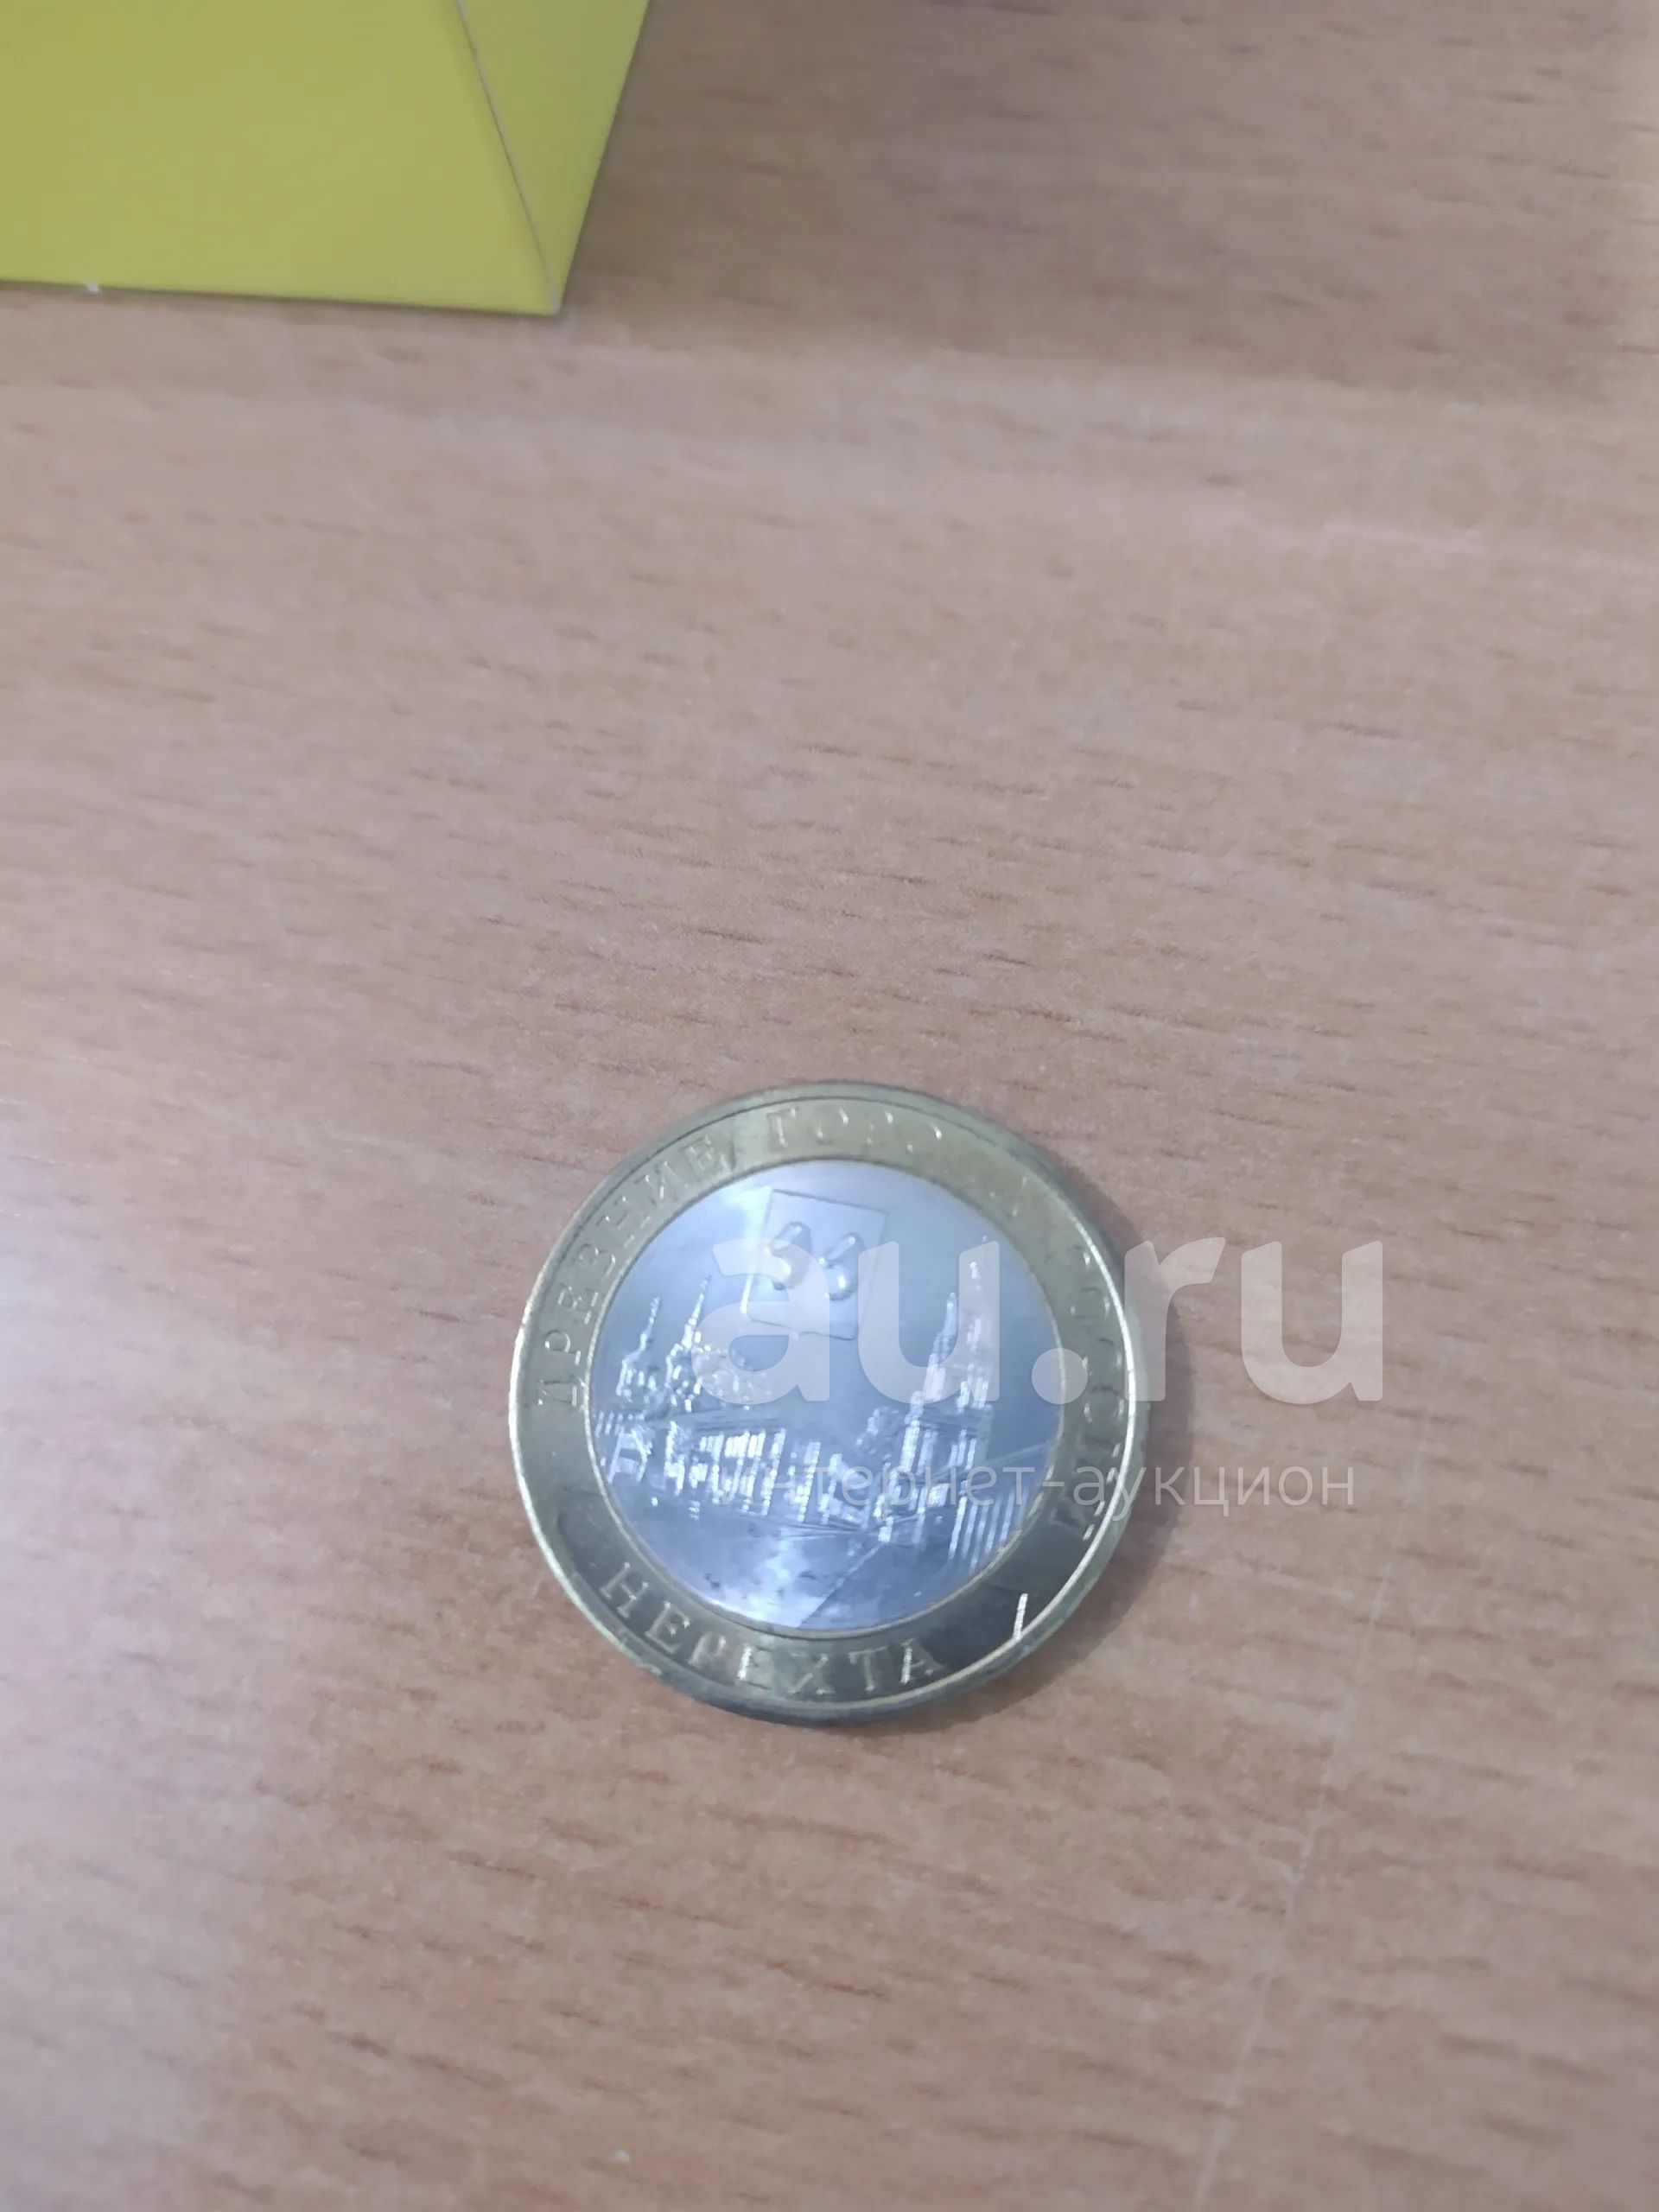 ДРЕВНИЕ ГОРОДА РОССИИ
НЕРЕХТА
au.ru
интернет-аукцион